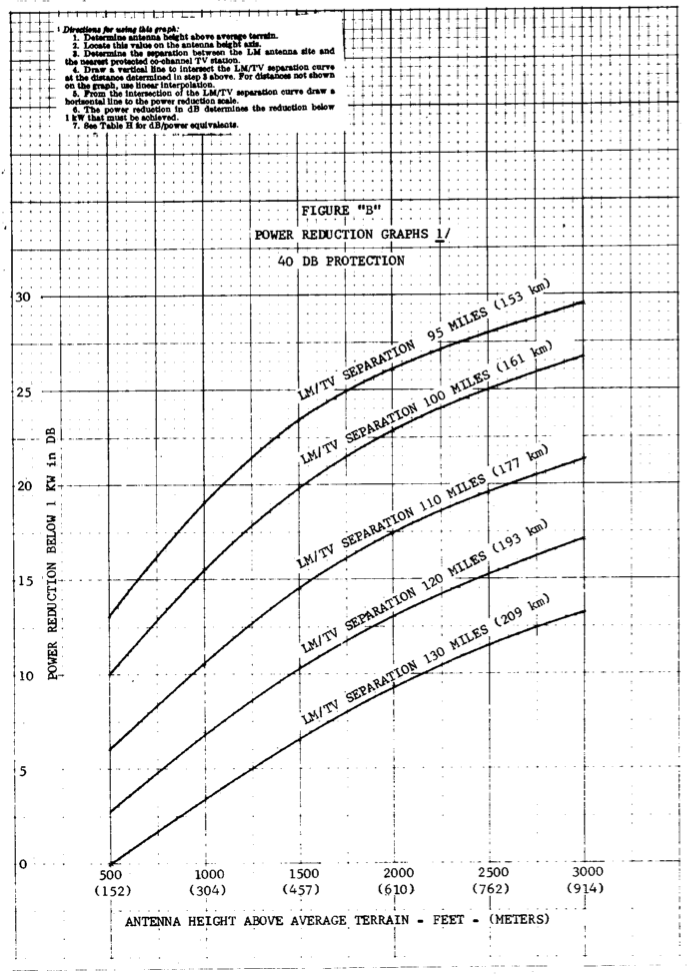 1 Directions for using this graph:
1. Determine antenna height above average terrain.
2. Locate this value on the antenna height axis.
3. Determine the separation between the LM antenna site and
the nearest protected co-channel TV station.
4. Draw a vertical line to intersect the LM/TV separation curve
at the distance determined in step 3 above. For distances not shown
on the graph, use linear interpolation.
5. From the intersection of the LM/TV separation curve draw a
horizontal line to the power reduction scale.
6. The power reduction in dB determines the reduction below
1 kW that must be achieved.
7. See Table H for dB/power equivalents.
FIGURE "B"
POWER REDUCTION GRAPHS 1/
40 DB PROTECTION
30
25
20
15
10
5
0
POWER REDUCTION BELOW 1 KW in DB
LM/TV SEPARATION 95 MILES (153 km)
LM/TV SEPARATION 100 MILES (161 km)
LM/TV SEPARATION 110 MILES (177 km)
LM/TV SEPARATION 120 MILES (193 km)
LM/TV SEPARATION 130 MILES (209 km)
500 1000 1500 2000 2500 3000
(152) (304) (457) (610) (762) (914)
ANTENNA HEIGHT ABOVE AVERAGE TERRAIN - FEET - (METERS)